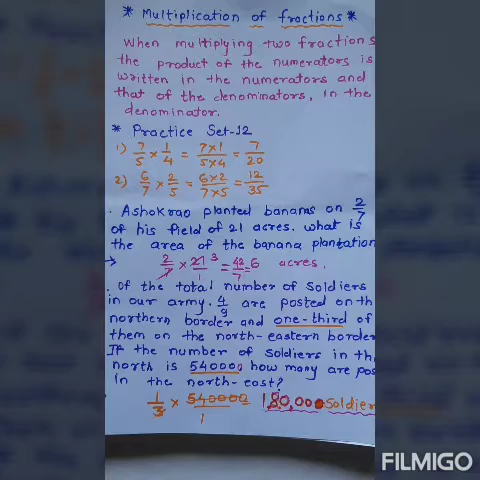 * Multiplication of fractions *
When multiplying two fractions
the product of the numerators is
written in the numerators and
that of the denominators, in the
denominator.
* Practice Set-12
1) 7/5 × 1/4 = 7×1/5×4 = 7/20
2) 6/7 × 2/5 = 6×2/7×5 = 12/35
Ashokrao planted bananas on 2/7
of his field of 21 acres. what is
the area of the banana plantation
→ 2/7 × 21/1 3 = 42/7 = 6 acres.
. of the total number of soldiers
in our army. 4/9 are posted on th
northern border and one-third of
them on the north-eastern border
If the number of soldiers in th
north is 540000 how many are pos
in the north-east?
1/3 × 540000/1 = 180,000 Soldier
FILMIGO